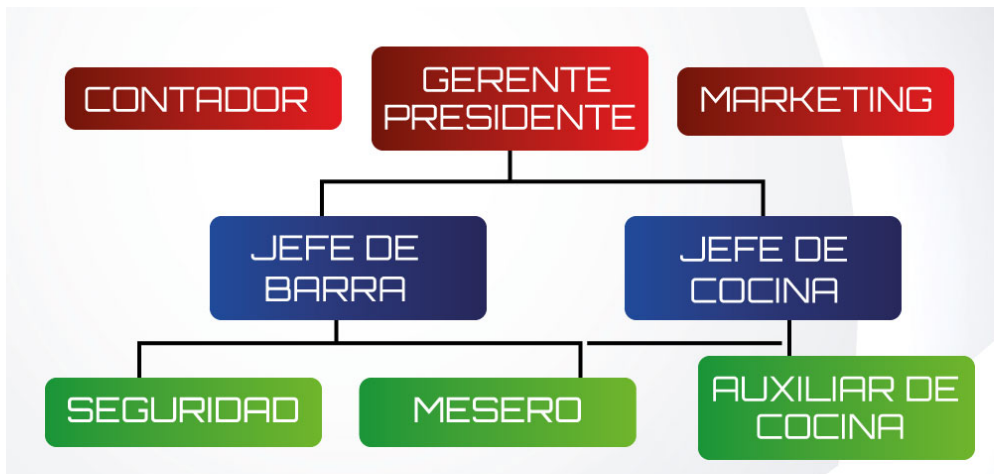 CONTADOR
GERENTE
PRESIDENTE
MARKETING
JEFE DE
BARRA
JEFE DE
COCINA
SEGURIDAD
MESERO
AUXILIAR DE
COCINA